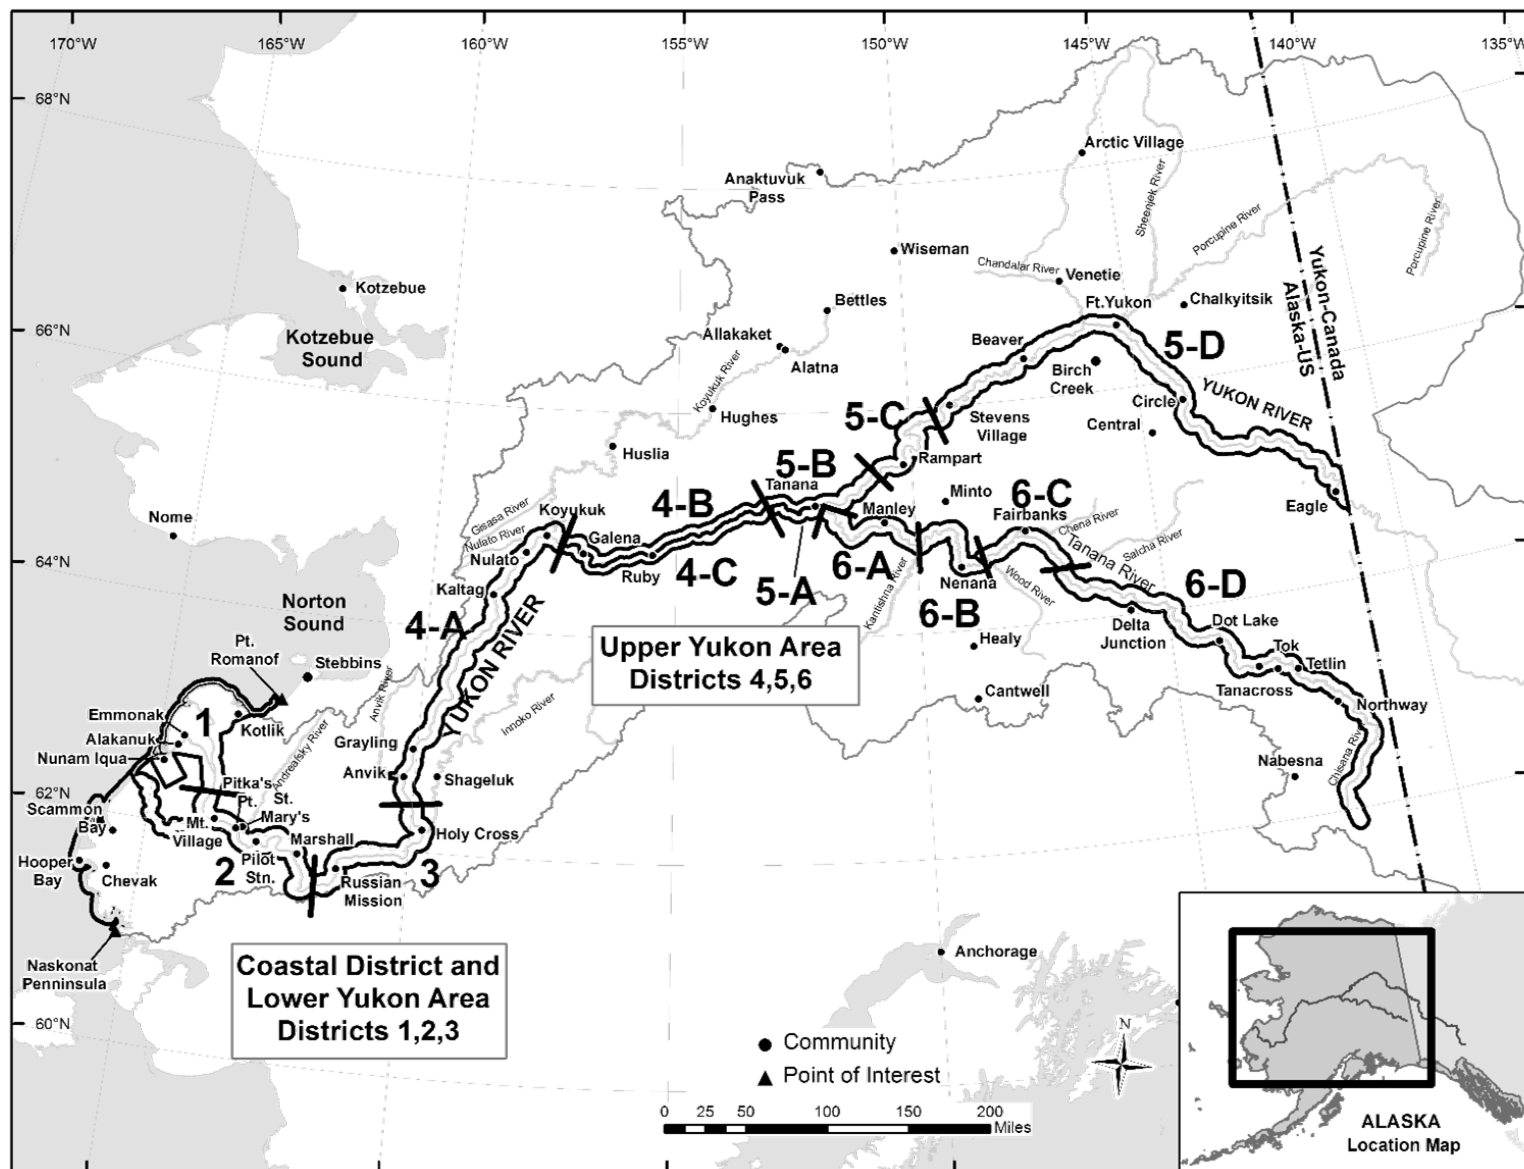 170°W
165°W
160°W
155°W
150°W
145°W
140°W
135°W
68°N
66°N
64°N
62°N
60°N
Arctic Village
Anaktuvuk
Pass
Sheenjek River
Porcupine River
Porcupine River
Wiseman
Chandalar River
Venetie
Yukon-Canada
Alaska-US
Kotzebue
Kotzebue
Sound
Bettles
Ft.Yukon
Chalkyitsik
Allakaket
Alatna
Beaver
5-D
Birch
Creek
Koyukuk River
Hughes
Circle
YUKON RIVER
5-C
Stevens
Village
Central
Huslia
Rampart
5-B
Tanana
Minto
6-C
Eagle
4-B
Koyukuk
Manley
Fairbanks
Chena River
Gisasa River
Nulato River
Salcha River
Nome
Galena
Tanana River
Nulato
Ruby
4-C
6-A
Kaltag
5-A
Kantishna River
Nenana
Wood River
6-D
6-B
Norton
Sound
4-A
YUKON RIVER
Delta
Junction
Dot Lake
Healy
Upper Yukon Area
Districts 4,5,6
Tok
Tetlin
Pt.
Romanof
Stebbins
Anvik River
Innoko River
Cantwell
Tanacross
Northway
Emmonak
1
Kotlik
Alakanuk
Nunam Iqua
Andreafsky River
Grayling
Anvik
Shageluk
Nabesna
Chisana River
Pitka's
Pt.
St.
Mary's
Scammon
Bay
Mt.
Village
Marshall
Holy Cross
Hooper
Bay
Chevak
2
Pilot
Stn.
Russian
Mission
3
Naskonat
Penninsula
Coastal District and
Lower Yukon Area
Districts 1,2,3
Anchorage
N
Community
Point of Interest
0 25 50 100 150 200
Miles
ALASKA
Location Map